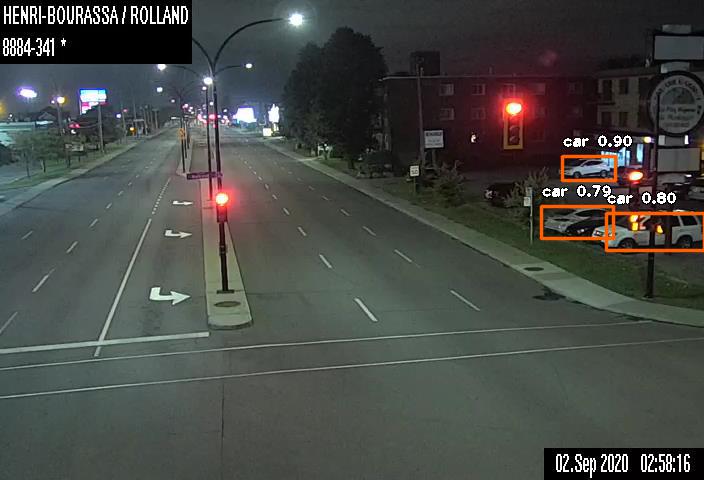 HENRI-BOURASSA / ROLLAND
8884-341 *
car 0.90
car 0.79
car 0.80
02.Sep 2020 02:58:16